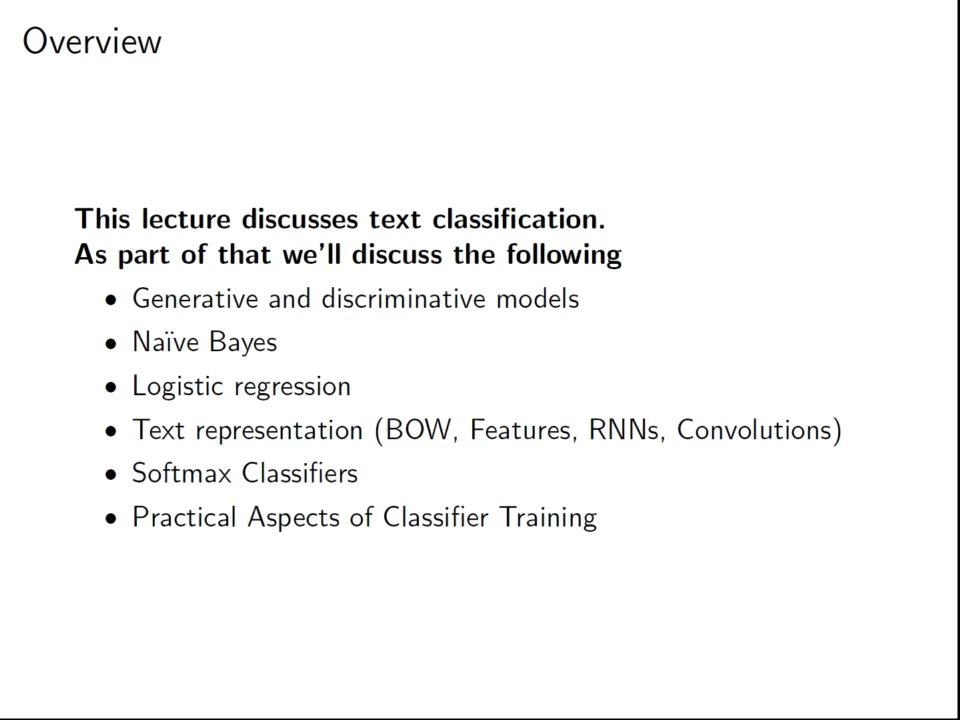 Overview
This lecture discusses text classification.
As part of that we'll discuss the following
• Generative and discriminative models
• Naïve Bayes
• Logistic regression
• Text representation (BOW, Features, RNNs, Convolutions)
• Softmax Classifiers
• Practical Aspects of Classifier Training